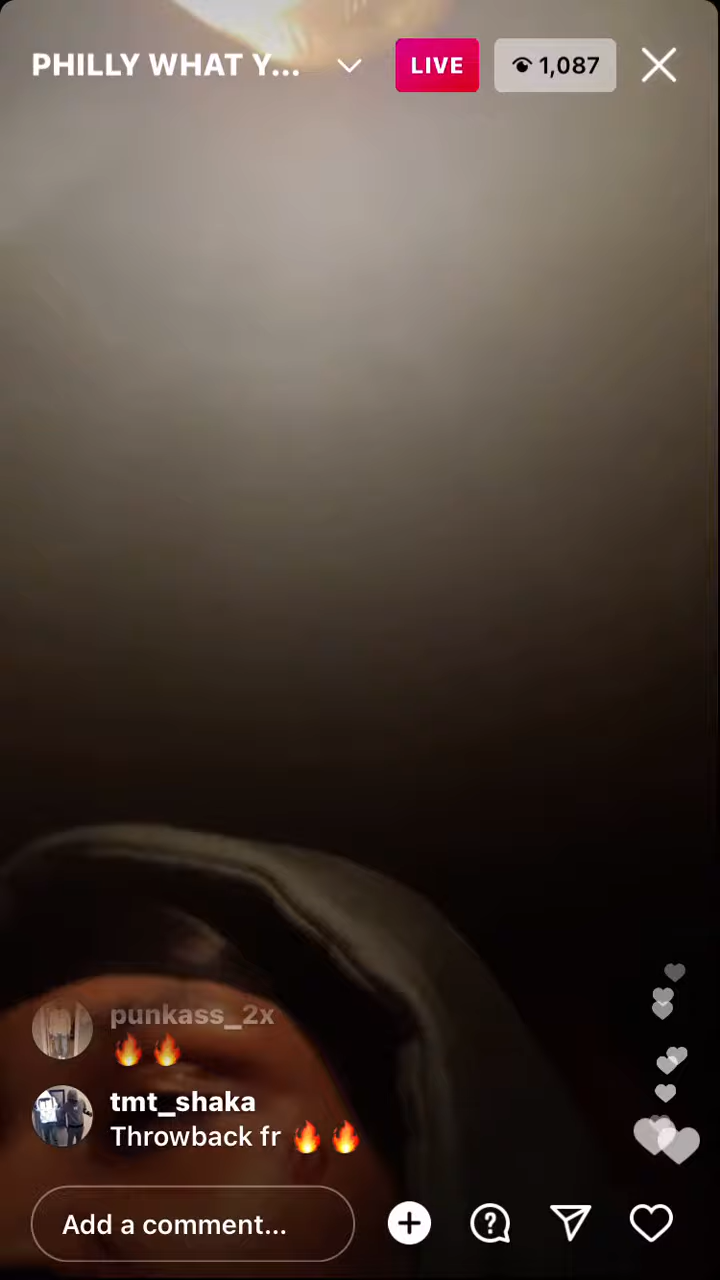 PHILLY WHAT Y...
LIVE
1,087
punkass_2x
🔥 🔥
tmt_shaka
Throwback fr 🔥 🔥
Add a comment...